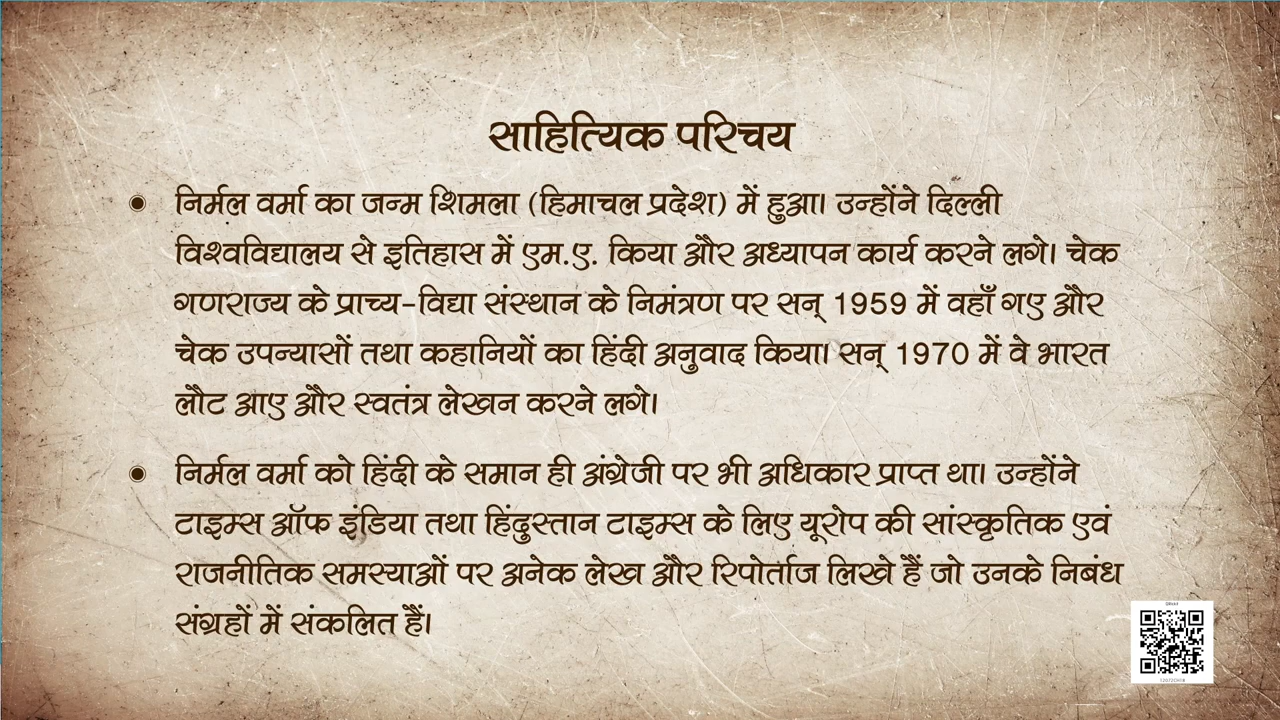 साहित्यिक परिचय
निर्मल वर्मा का जन्म शिमला (हिमाचल प्रदेश) में हुआ। उन्होंने दिल्ली
विश्वविद्यालय से इतिहास में एम.ए. किया और अध्यापन कार्य करने लगे। चेक
गणराज्य के प्राच्य-विद्या संस्थान के निमंत्रण पर सन् 1959 में वहाँ गए और
चेक उपन्यासों तथा कहानियों का हिंदी अनुवाद किया। सन् 1970 में वे भारत
लौट आए और स्वतंत्र लेखन करने लगे।
निर्मल वर्मा को हिंदी के समान ही अंग्रेजी पर भी अधिकार प्राप्त था। उन्होंने
टाइम्स ऑफ इंडिया तथा हिंदुस्तान टाइम्स के लिए यूरोप की सांस्कृतिक एवं
राजनीतिक समस्याओं पर अनेक लेख और रिपोर्ताज लिखे हैं जो उनके निबंध
संग्रहों में संकलित हैं।